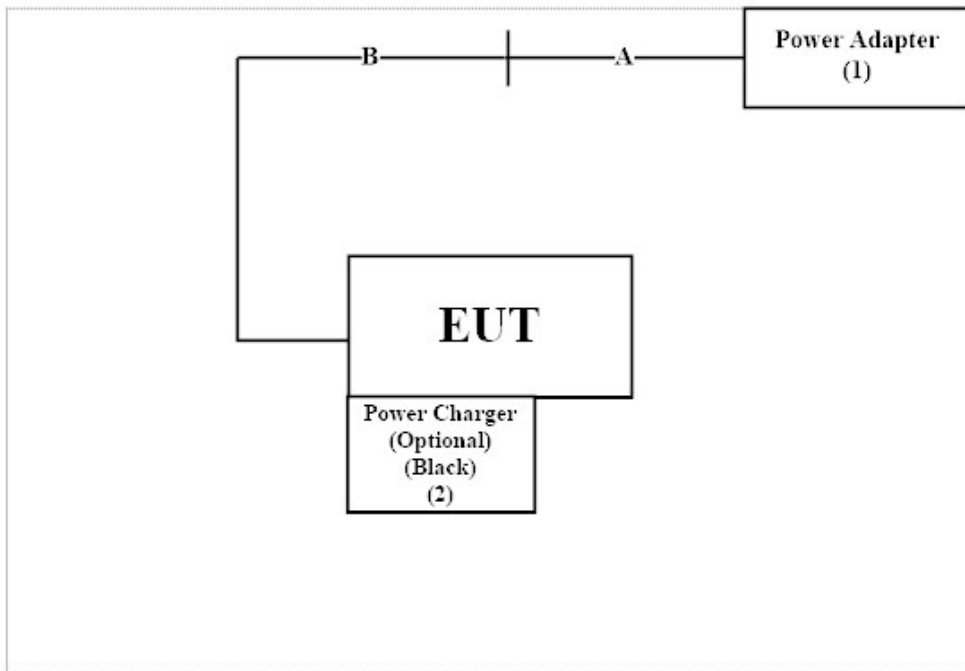 Power Adapter
(1)
B
A
EUT
Power Charger
(Optional)
(Black)
(2)